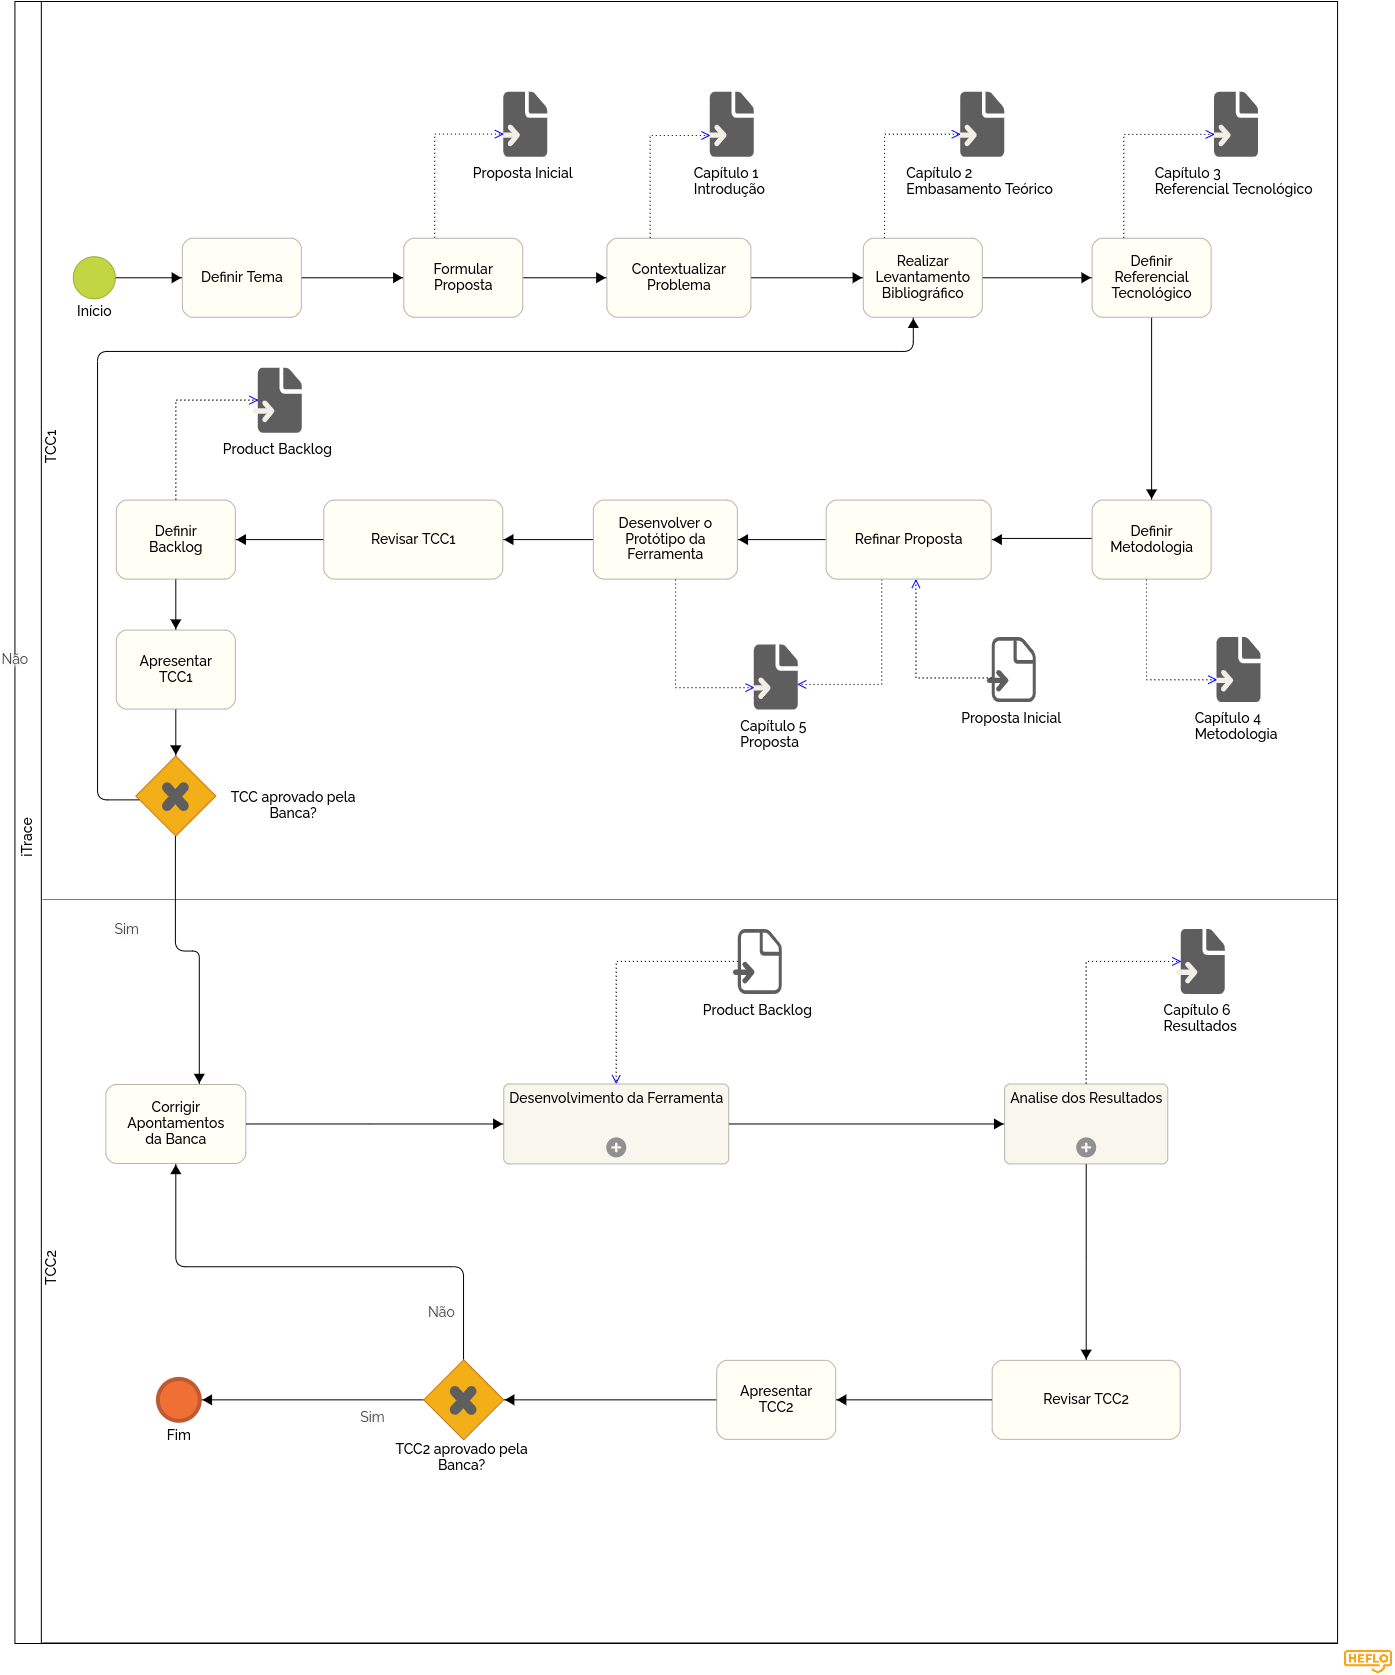 Proposta Inicial
Capítulo 1
Introdução
Capítulo 2
Embasamento Teórico
Capítulo 3
Referencial Tecnológico
Início
Definir Tema
Formular
Proposta
Contextualizar
Problema
Realizar
Levantamento
Bibliográfico
Definir
Referencial
Tecnológico
Product Backlog
TCC1
Definir
Backlog
Revisar TCC1
Desenvolver o
Protótipo da
Ferramenta
Refinar Proposta
Definir
Metodologia
Não
Apresentar
TCC1
Capítulo 5
Proposta
Proposta Inicial
Capítulo 4
Metodologia
TCC aprovado pela
Banca?
iTrace
Sim
Product Backlog
Capítulo 6
Resultados
Corrigir
Apontamentos
da Banca
Desenvolvimento da Ferramenta
Analise dos Resultados
TCC2
Não
Fim
Sim
TCC2 aprovado pela
Banca?
Apresentar
TCC2
Revisar TCC2
HEFLO